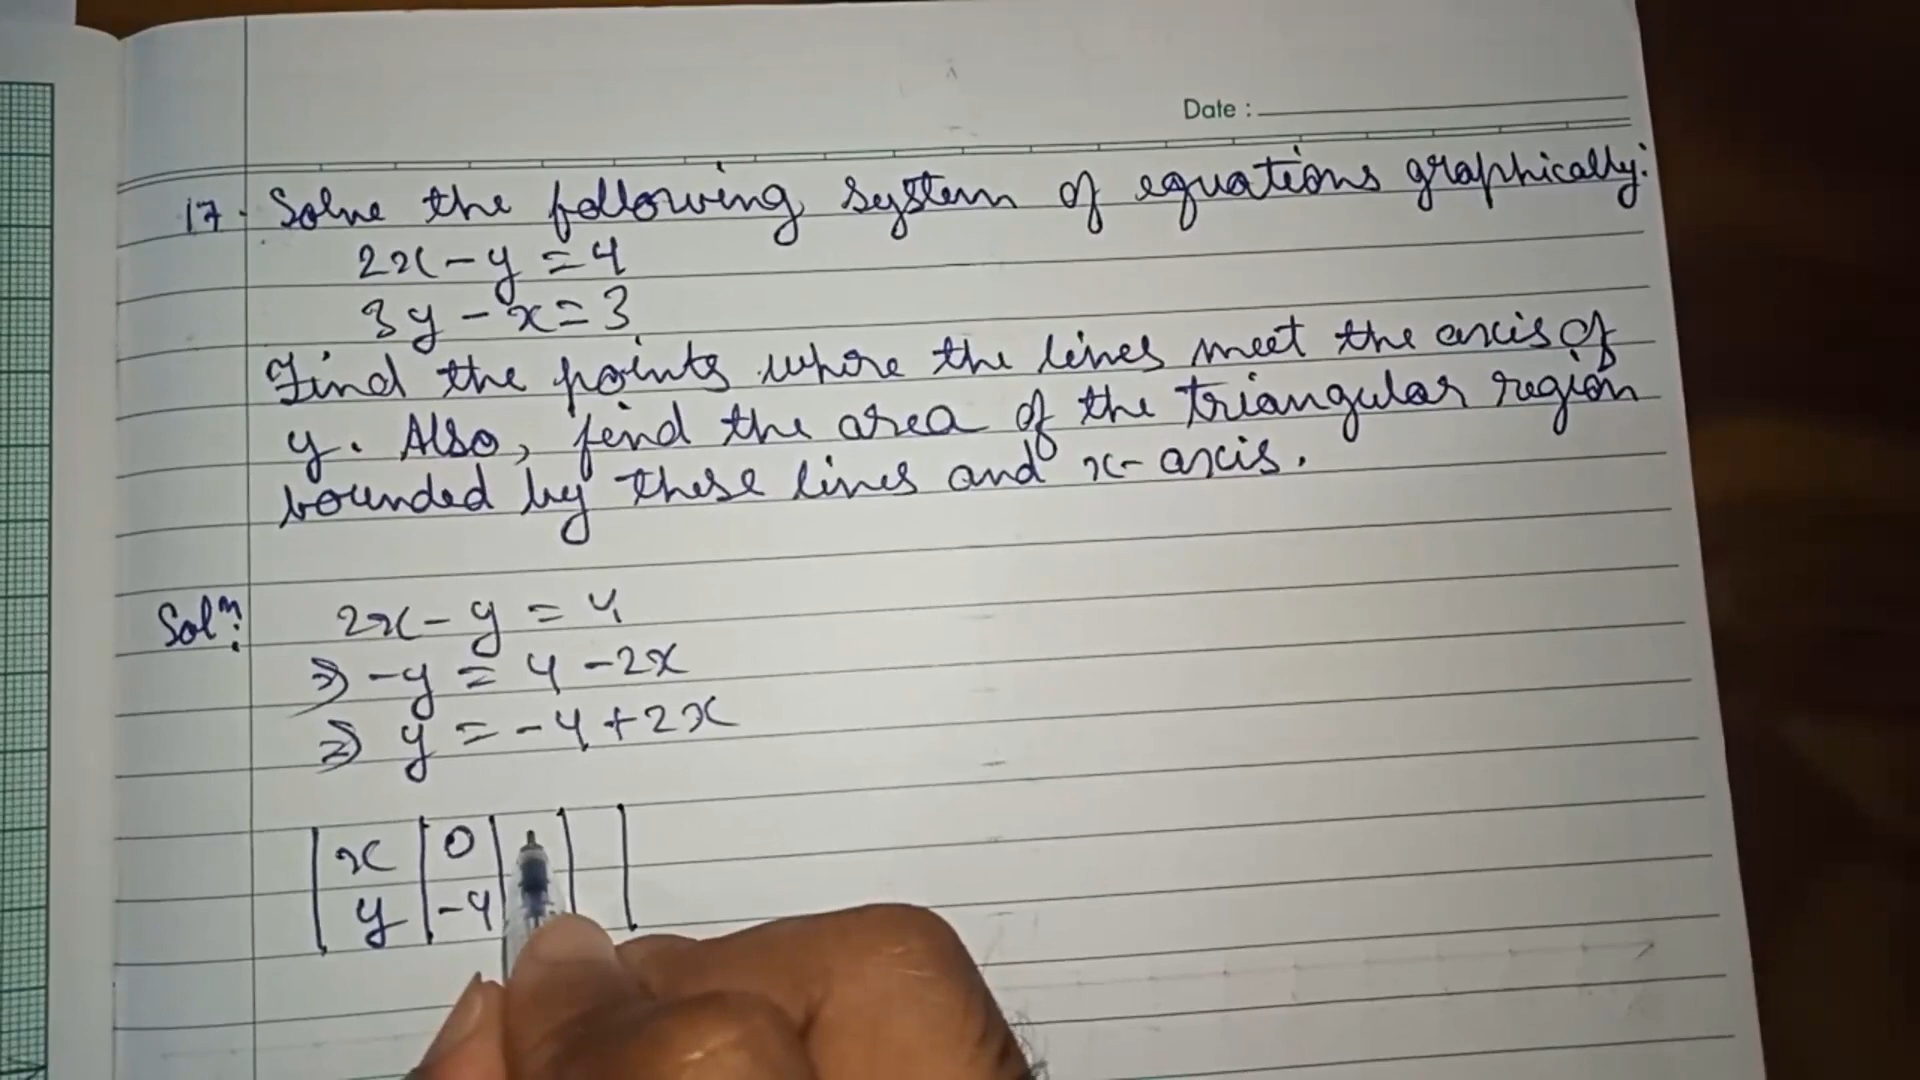 Date :
17. Solve the following system of equations graphically:
2x - y = 4
3y - x = 3
Find the points where the lines meet the axis of
y. Also, find the area of the triangular region
bounded by these lines and x-axis.
Solⁿ: 2x - y = 4
⇒ -y = 4 - 2x
⇒ y = -4 + 2x
x | 0
y | -4